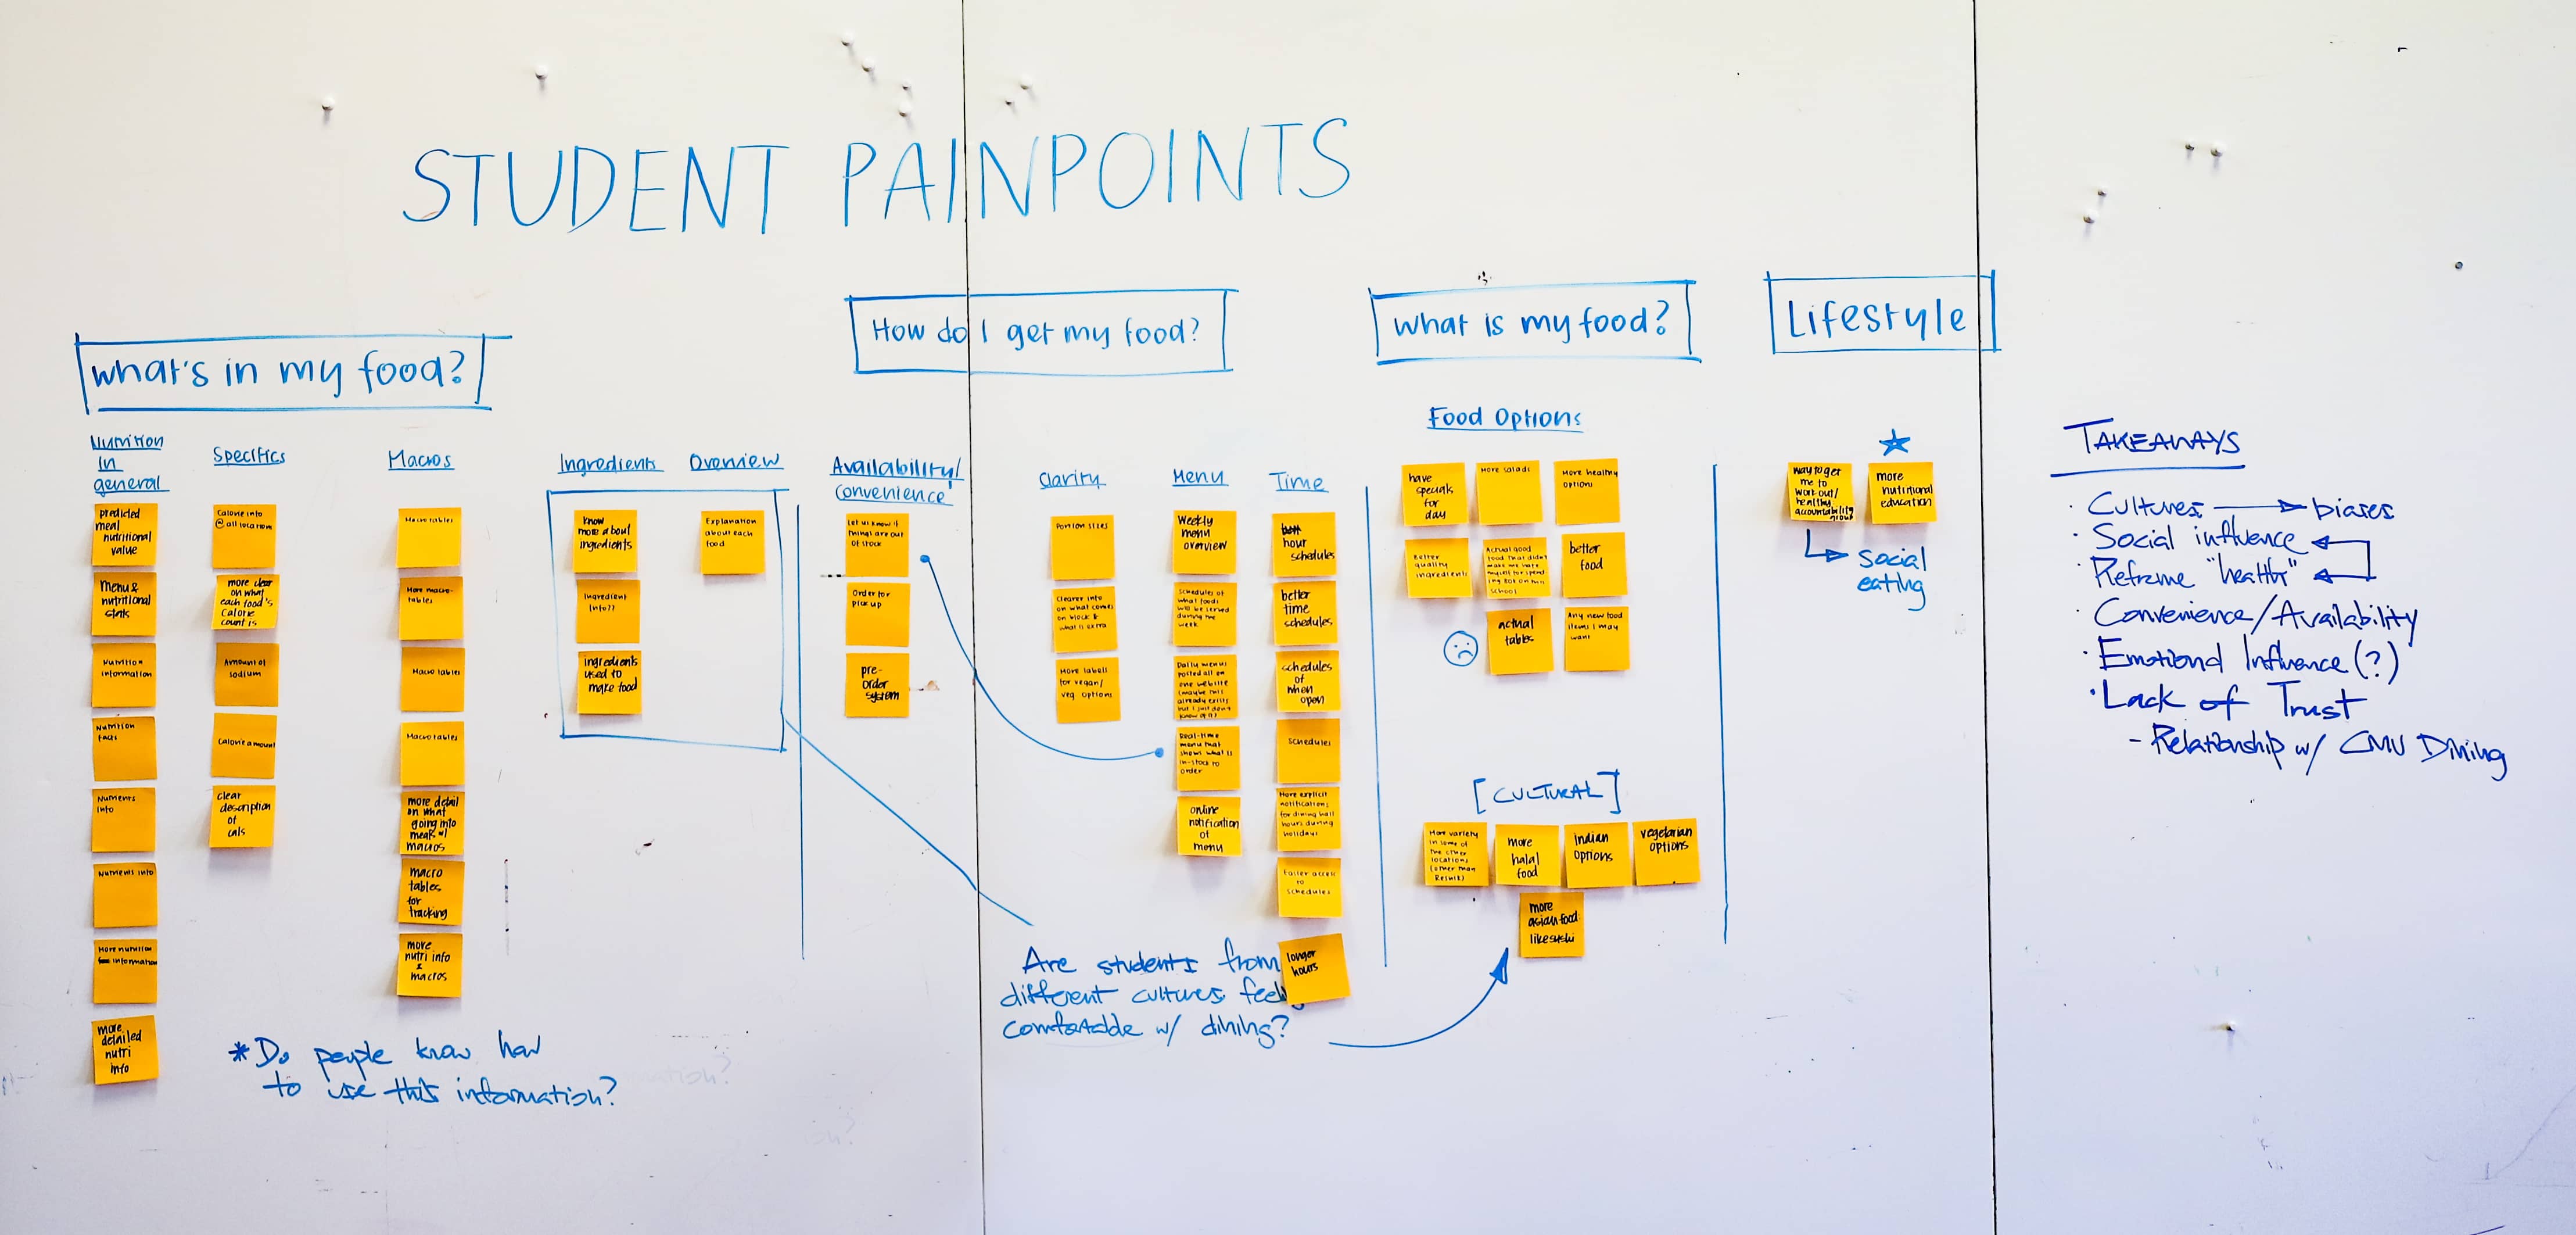 STUDENT PAINPOINTS
what's in my food?
Nutrition
In
general
predicted
meal
nutritional
value
Menu &
nutritional
stats
Nutrition
information
Nutrition
facts
Nutrients
info
Nutrients info
More nutrition
information
more
detailed
nutri
info
Specifics
Calorie info
@ all location
more clear
on what
each food's
calorie
count is
Amount of
sodium
Calorie amount
clear
description
of
cals
Macros
Macro tables
More macro-
tables
Macro tables
Macro tables
more detail
on what
going into
meals w/
macros
macro
tables
for
tracking
more
nutri info
&
macros
*Do people know how
to use this information?
Ingredients
know
more about
ingredients
Ingredient
Info??
ingredients
used to
make food
Overview
Explanation
about each
food
How do I get my food?
Availability/
Convenience
Let us know if
things are out
of stock
Order for
pick up
pre-
order
system
Clarity
Portion sizes
Clearer info
on what comes
on block &
what is extra
More labels
for vegan/
veg options
Menu
Weekly
menu
overview
Schedules of
what foods
will be served
during the
week
Daily menus
posted all on
one website
(maybe this
already exists
but I just don't
know of it)
Real-time
menu that
shows what is
in-stock to
order
online
notification
of
menu
Time
hour
schedules
better
time
schedules
schedules
of
when
open
Schedules
More explicit
notifications
for dining hall
hours during
holidays
Easier access
to
schedules
longer
hours
Are students from
different cultures feel
comfortable w/ dining?
what is my food?
Food Options
have
specials
for
day
More salads
More healthy
options
Better
quality
ingredients
Actual good
food that didn't
make me hate
myself for spend
ing 80k on this
school
better
food
actual
tables
Any new food
items I may
want
[CULTURAL]
More variety
in some of
the other
locations
(other than
Resnik)
more
halal
food
indian
options
vegetarian
options
more
asian food
like sushi
Lifestyle
way to get
me to
work out/
healthy
accountability
group
more
nutritional
education
social
eating
TAKEAWAYS
· Cultures → biases
· Social influence
· Reframe "health"
· Convenience/Availability
· Emotional Influence (?)
· Lack of Trust
- Relationship w/ CMU Dining